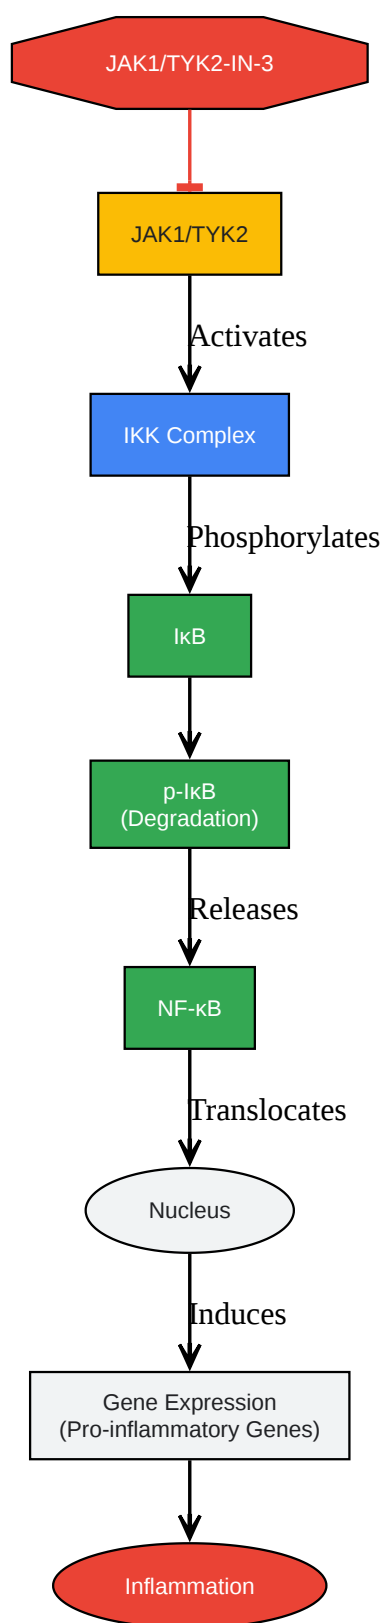 JAK1/TYK2-IN-3
JAK1/TYK2
Activates
IKK Complex
Phosphorylates
IκB
p-IκB
(Degradation)
Releases
NF-κB
Translocates
Nucleus
Induces
Gene Expression
(Pro-inflammatory Genes)
Inflammation